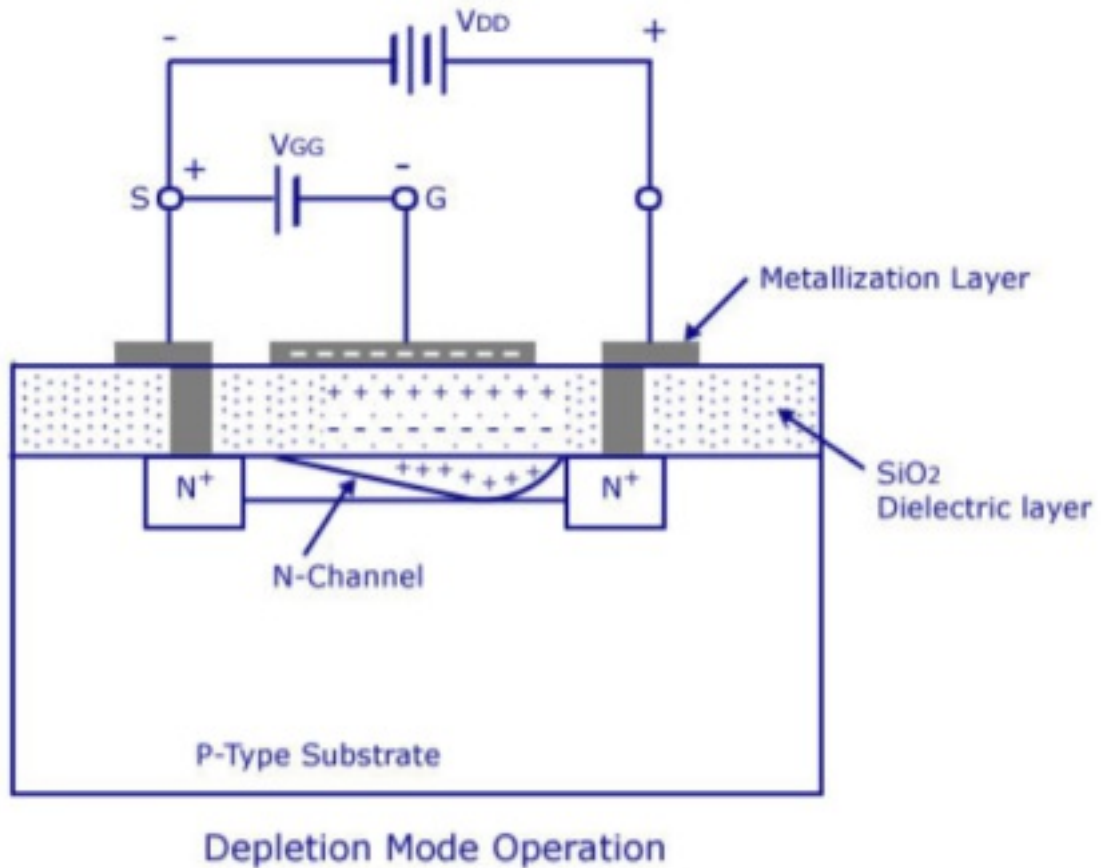 - VDD +
VGG
S + - G
Metallization Layer
- - - - - - - - -
+ + + + + + + + +
- - - - - - - - -
SiO2
Dielectric layer
N+ + + + + + + + + N+
N-Channel
P-Type Substrate
Depletion Mode Operation